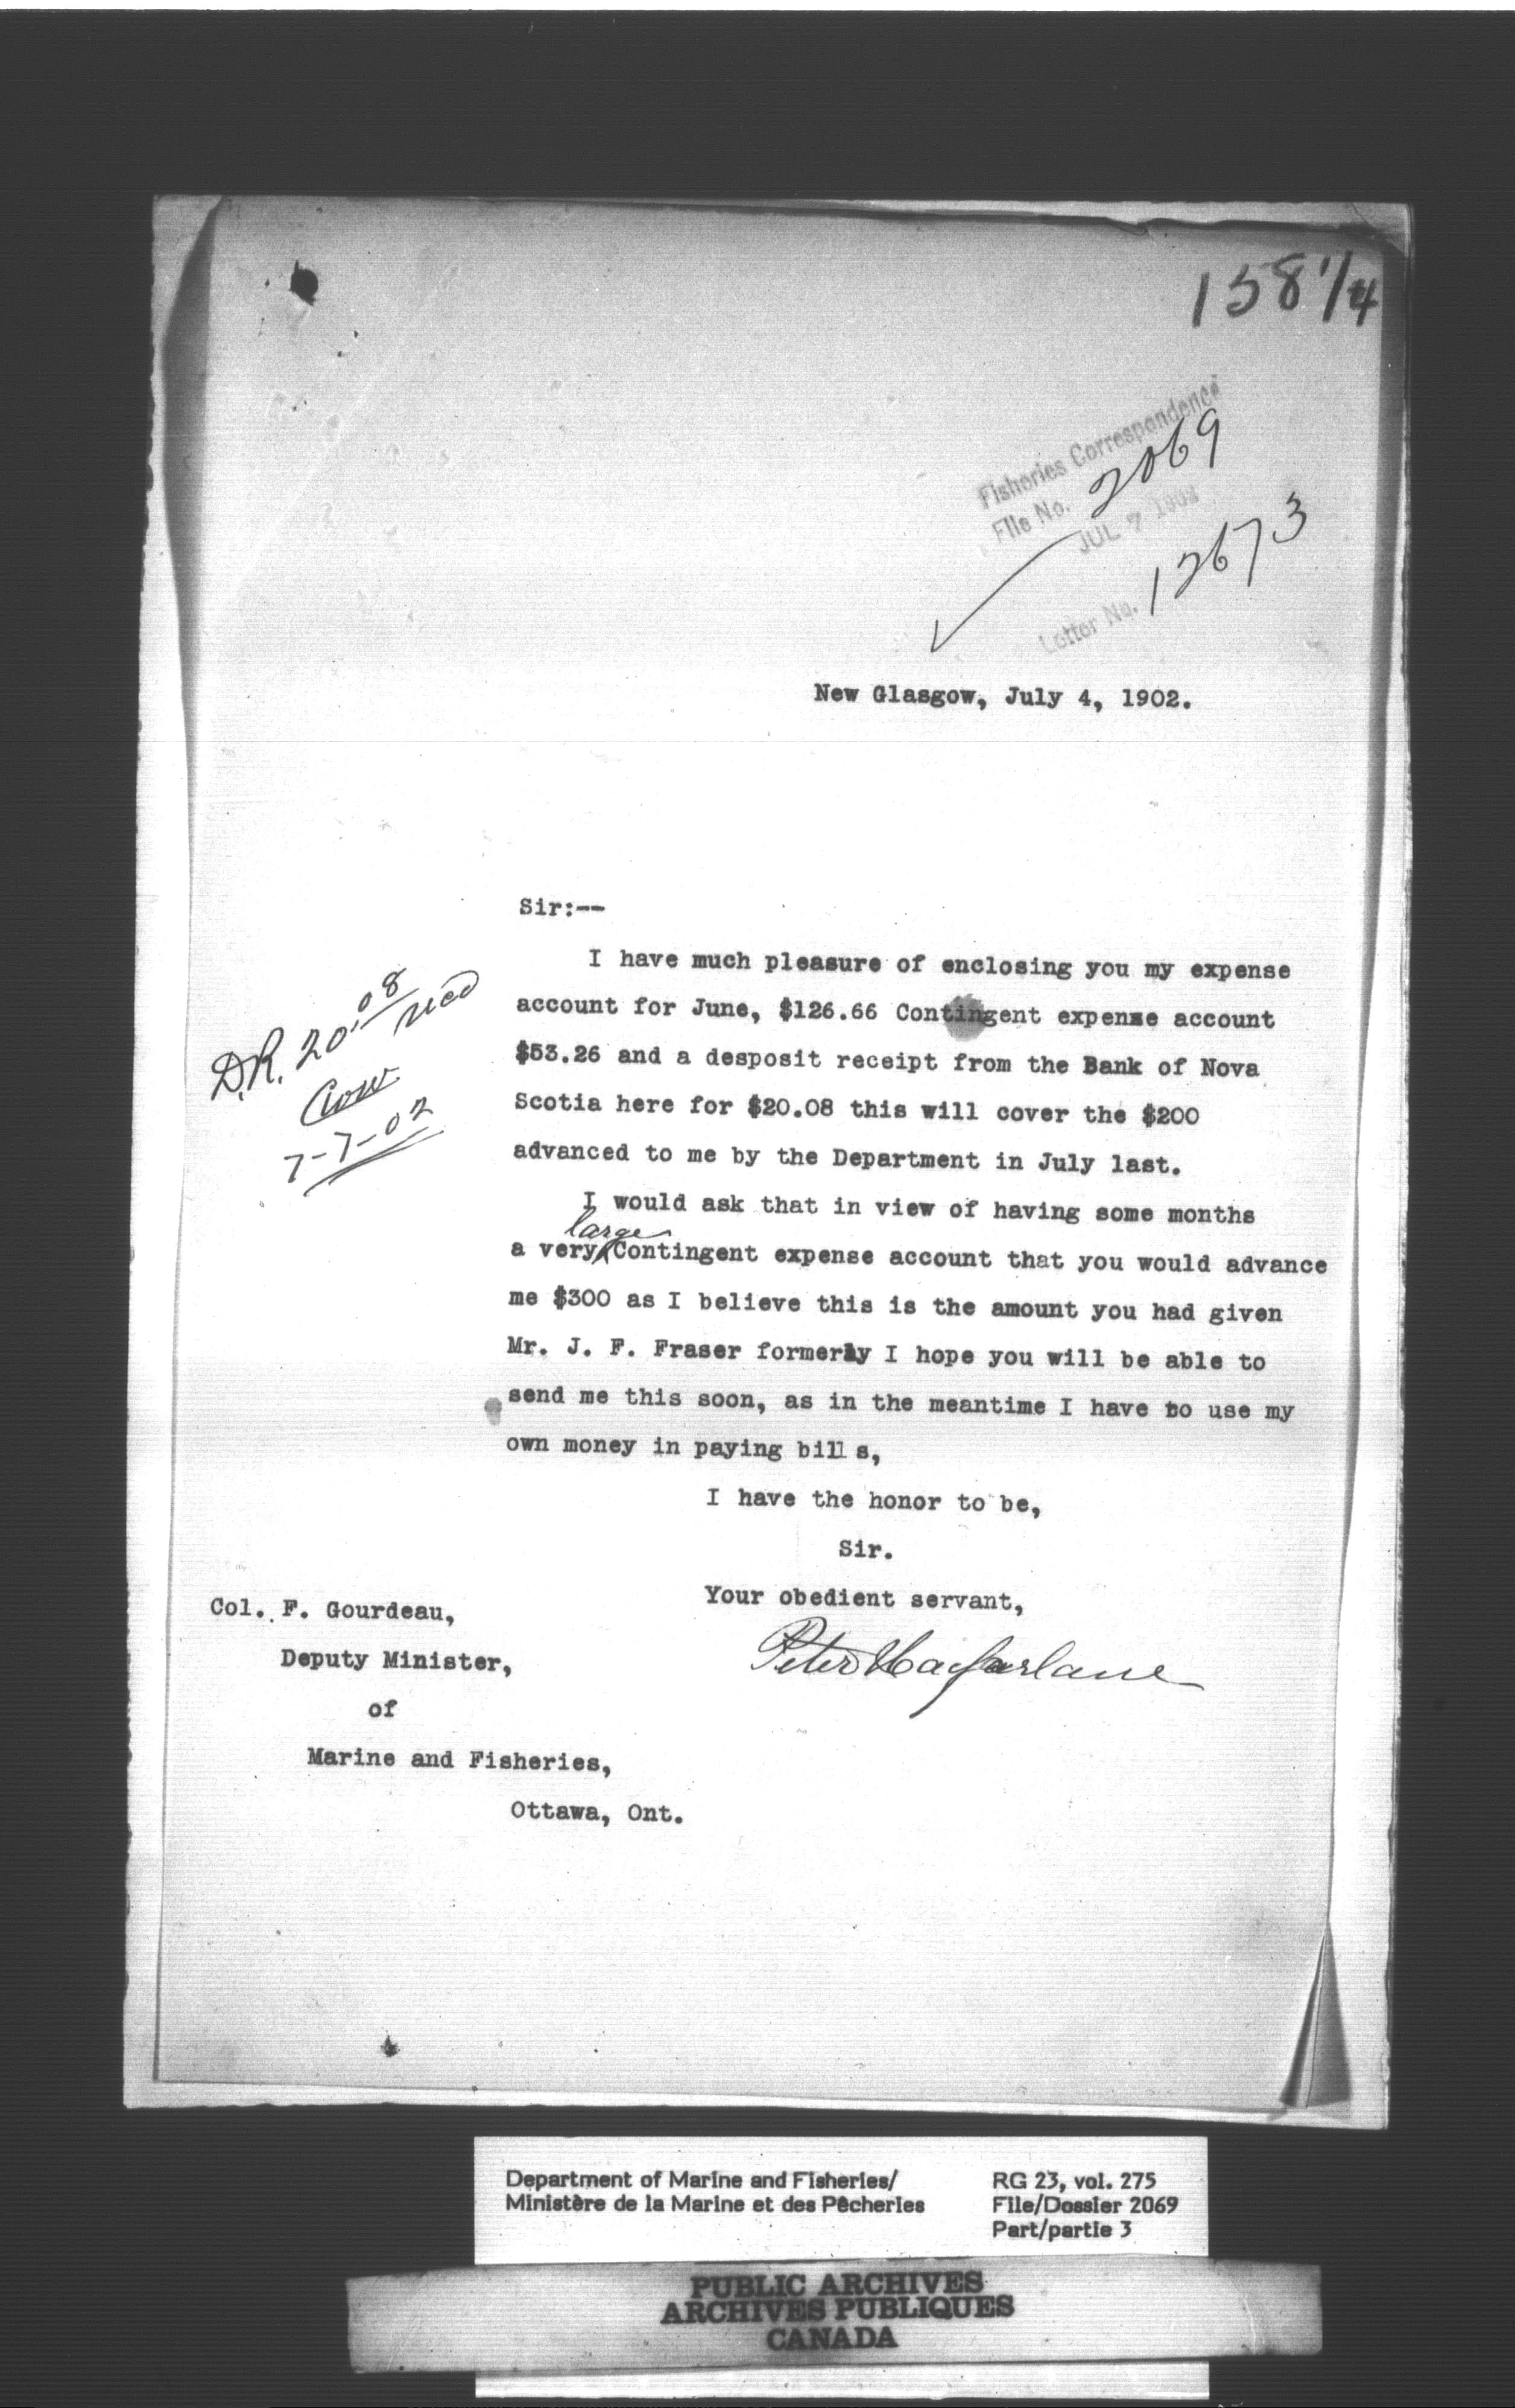 158 1/4
Fisheries Correspondence
File No. 2069
JUL 7 1902
Letter No. 12673
New Glasgow, July 4, 1902.
Sir:--
I have much pleasure of enclosing you my expense
account for June, $126.66 Contingent expense account
$53.26 and a desposit receipt from the Bank of Nova
Scotia here for $20.08 this will cover the $200
advanced to me by the Department in July last.
D.R. 20.08 recd
7-7-02
I would ask that in view of having some months
large
a very Contingent expense account that you would advance
me $300 as I believe this is the amount you had given
Mr. J. F. Fraser formerly I hope you will be able to
send me this soon, as in the meantime I have to use my
own money in paying bills,
I have the honor to be,
Sir.
Your obedient servant,
Peter Macfarlane
Col. F. Gourdeau,
Deputy Minister,
of
Marine and Fisheries,
Ottawa, Ont.
Department of Marine and Fisheries/
Ministère de la Marine et des Pêcheries
RG 23, vol. 275
File/Dossier 2069
Part/partie 3
PUBLIC ARCHIVES
ARCHIVES PUBLIQUES
CANADA